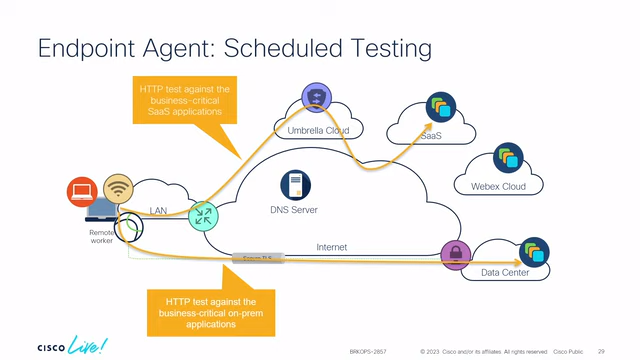 Endpoint Agent: Scheduled Testing
HTTP test against the
business-critical
SaaS applications
Umbrella Cloud
SaaS
Webex Cloud
DNS Server
LAN
Remote
worker
Internet
Data Center
HTTP test against the
business-critical on-prem
applications
CISCO Live!
BRKOPS-2857
© 2023 Cisco and/or its affiliates. All rights reserved. Cisco Public
29